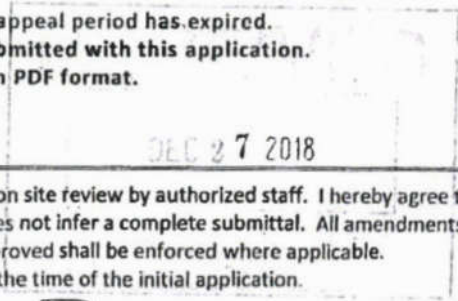 appeal period has expired.
bmitted with this application.
n PDF format.
DEC 27 2018
on site review by authorized staff. I hereby agree t
es not infer a complete submittal. All amendments
roved shall be enforced where applicable.
the time of the initial application.